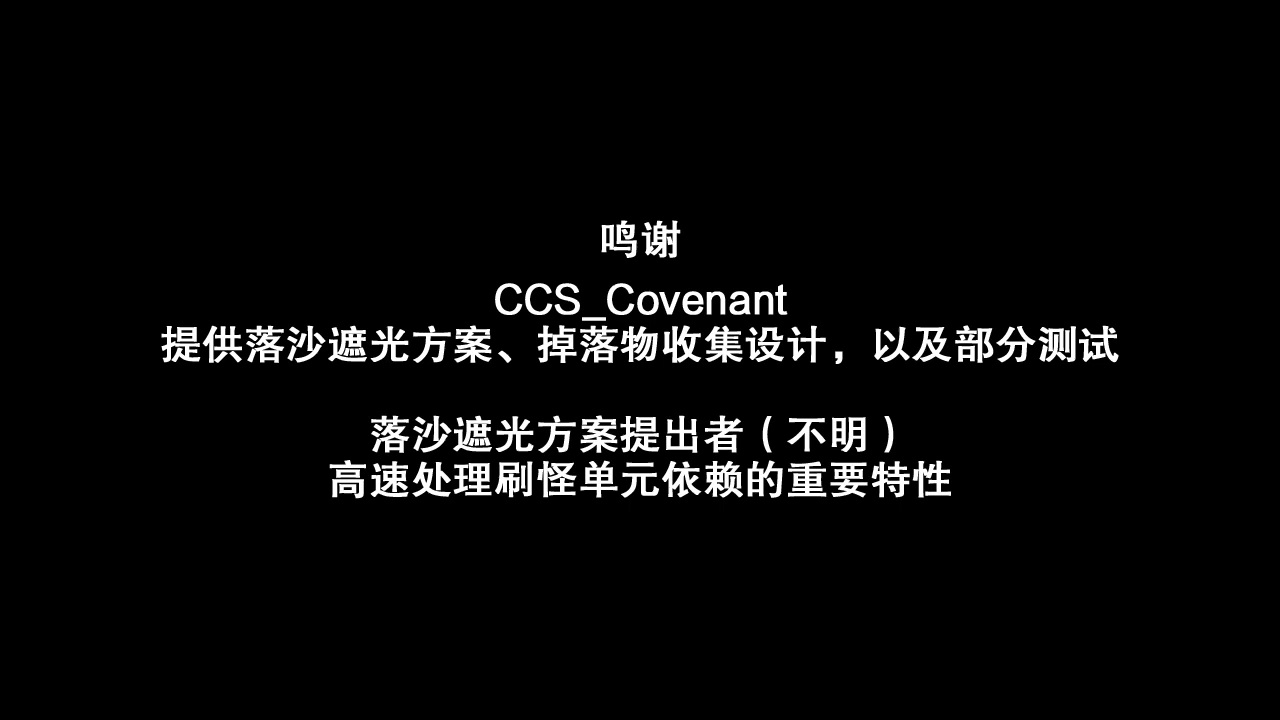 鸣谢
CCS_Covenant
提供落沙遮光方案、掉落物收集设计，以及部分测试
落沙遮光方案提出者（不明）
高速处理刷怪单元依赖的重要特性